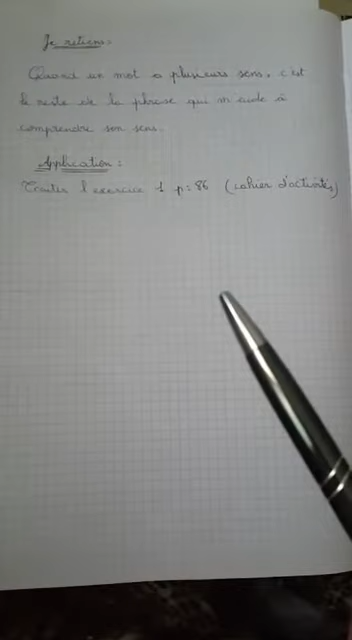 Je retiens :
Quand un mot a plusieurs sens, c'est
le reste de la phrase qui m'aide à
comprendre son sens.
Application :
Traiter l'exercice 1 p : 86 (cahier d'activités)